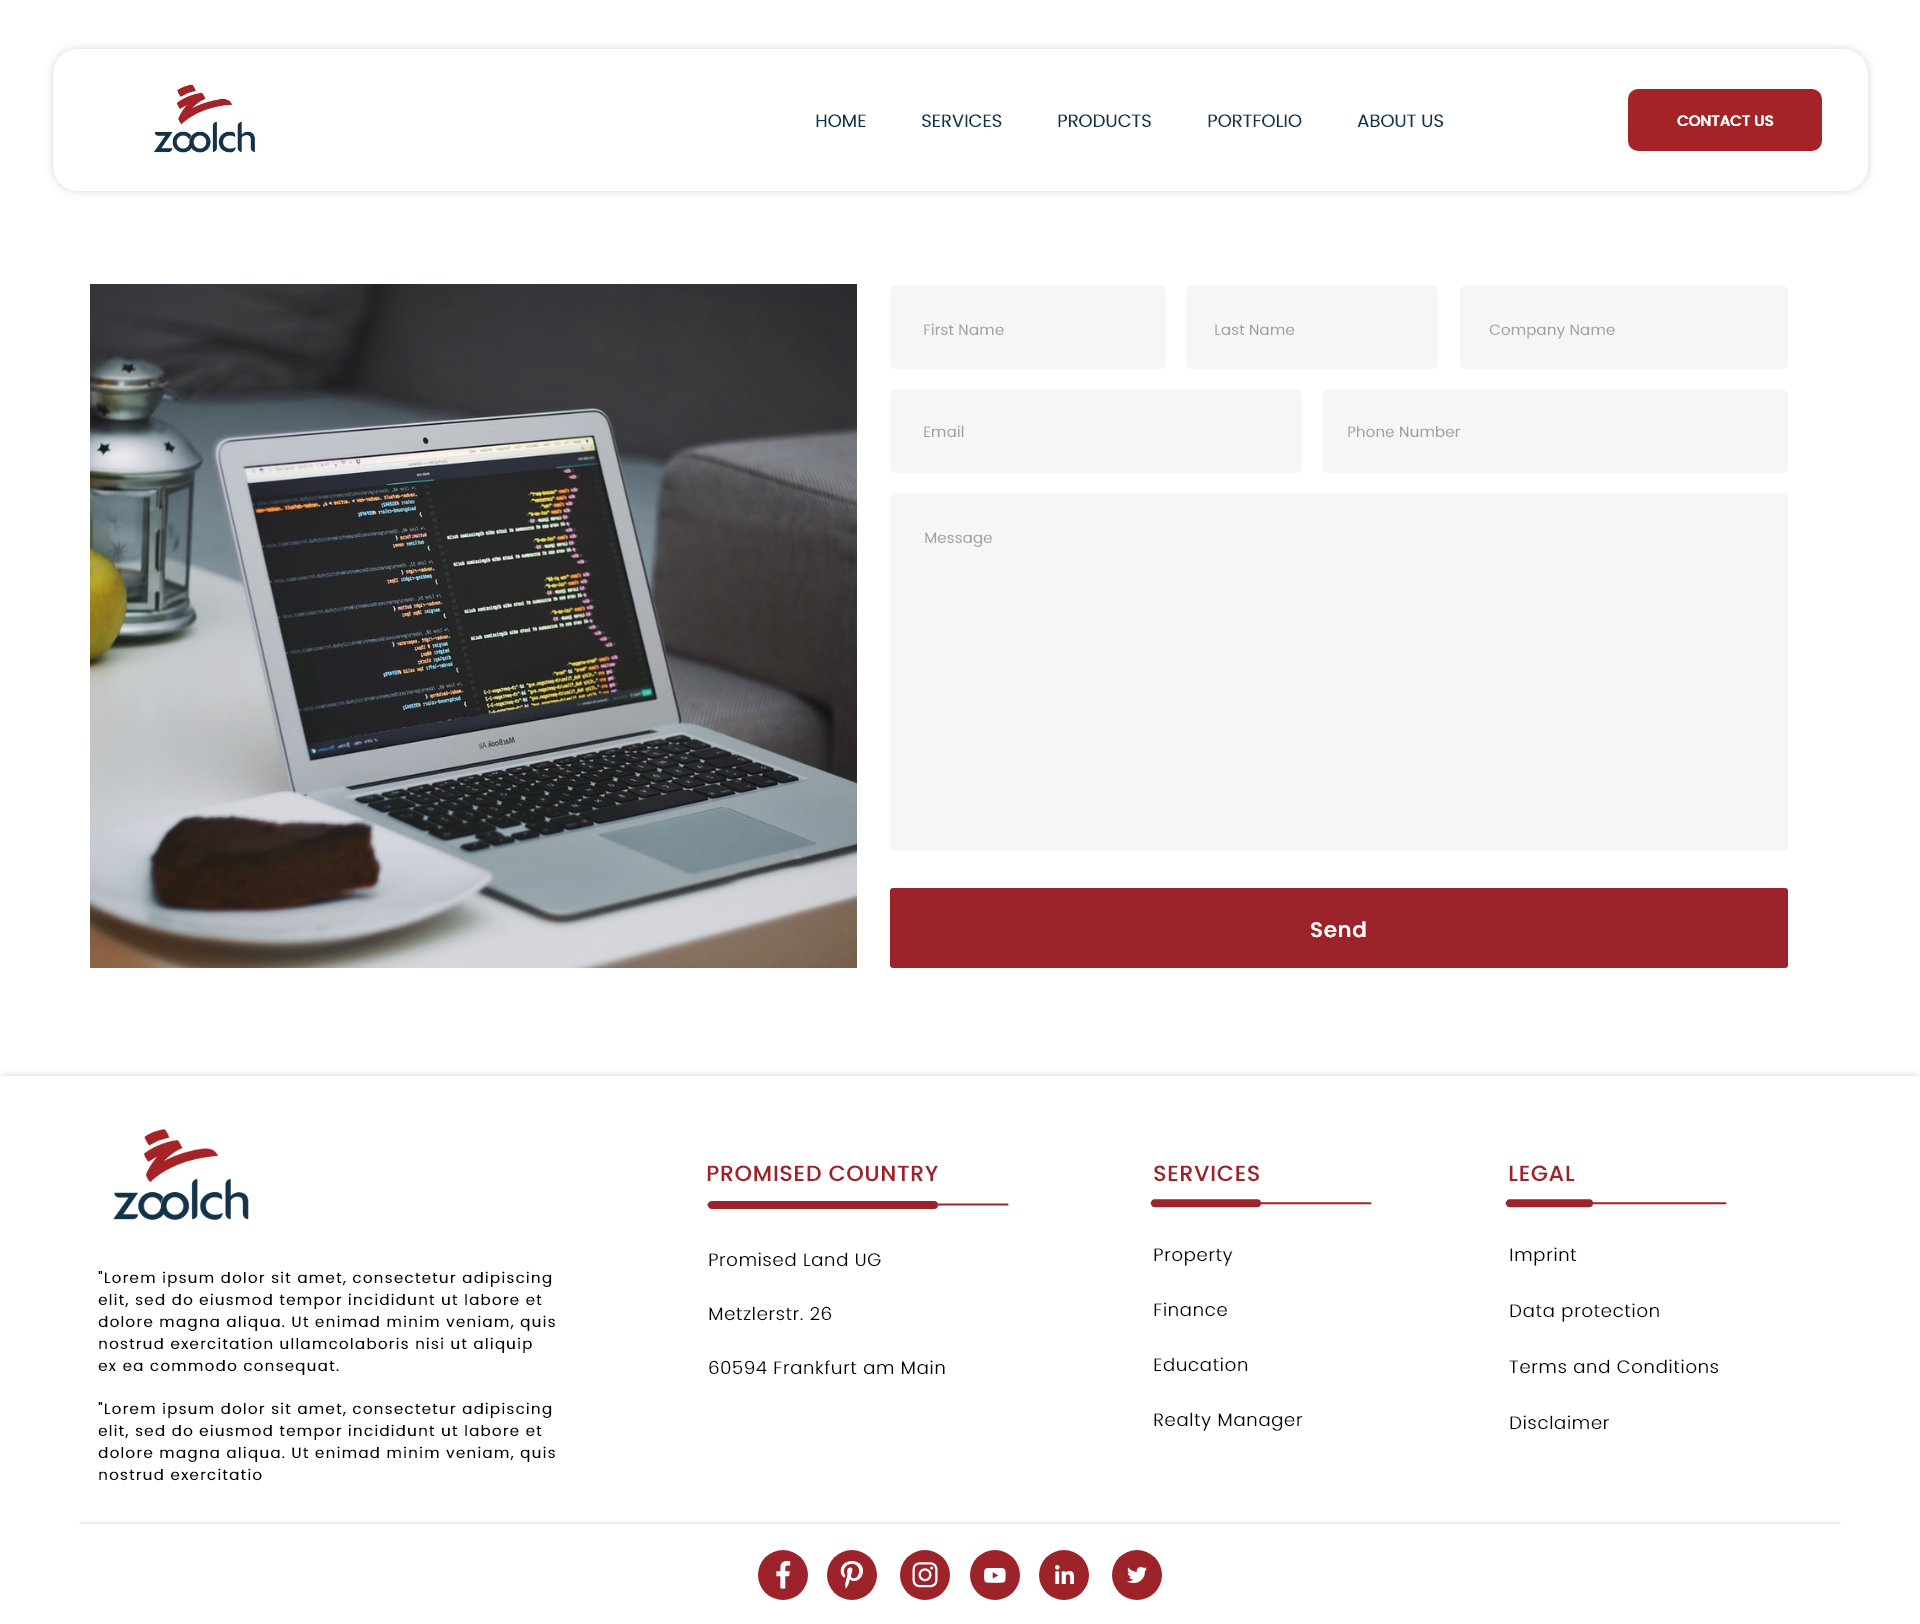 zoolch
HOME SERVICES PRODUCTS PORTFOLIO ABOUT US CONTACT US
First Name Last Name Company Name
Email Phone Number
Message
MacBook Air
Send
zoolch
"Lorem ipsum dolor sit amet, consectetur adipiscing
elit, sed do eiusmod tempor incididunt ut labore et
dolore magna aliqua. Ut enimad minim veniam, quis
nostrud exercitation ullamcolaboris nisi ut aliquip
ex ea commodo consequat.
"Lorem ipsum dolor sit amet, consectetur adipiscing
elit, sed do eiusmod tempor incididunt ut labore et
dolore magna aliqua. Ut enimad minim veniam, quis
nostrud exercitatio
PROMISED COUNTRY
Promised Land UG
Metzlerstr. 26
60594 Frankfurt am Main
SERVICES
Property
Finance
Education
Realty Manager
LEGAL
Imprint
Data protection
Terms and Conditions
Disclaimer